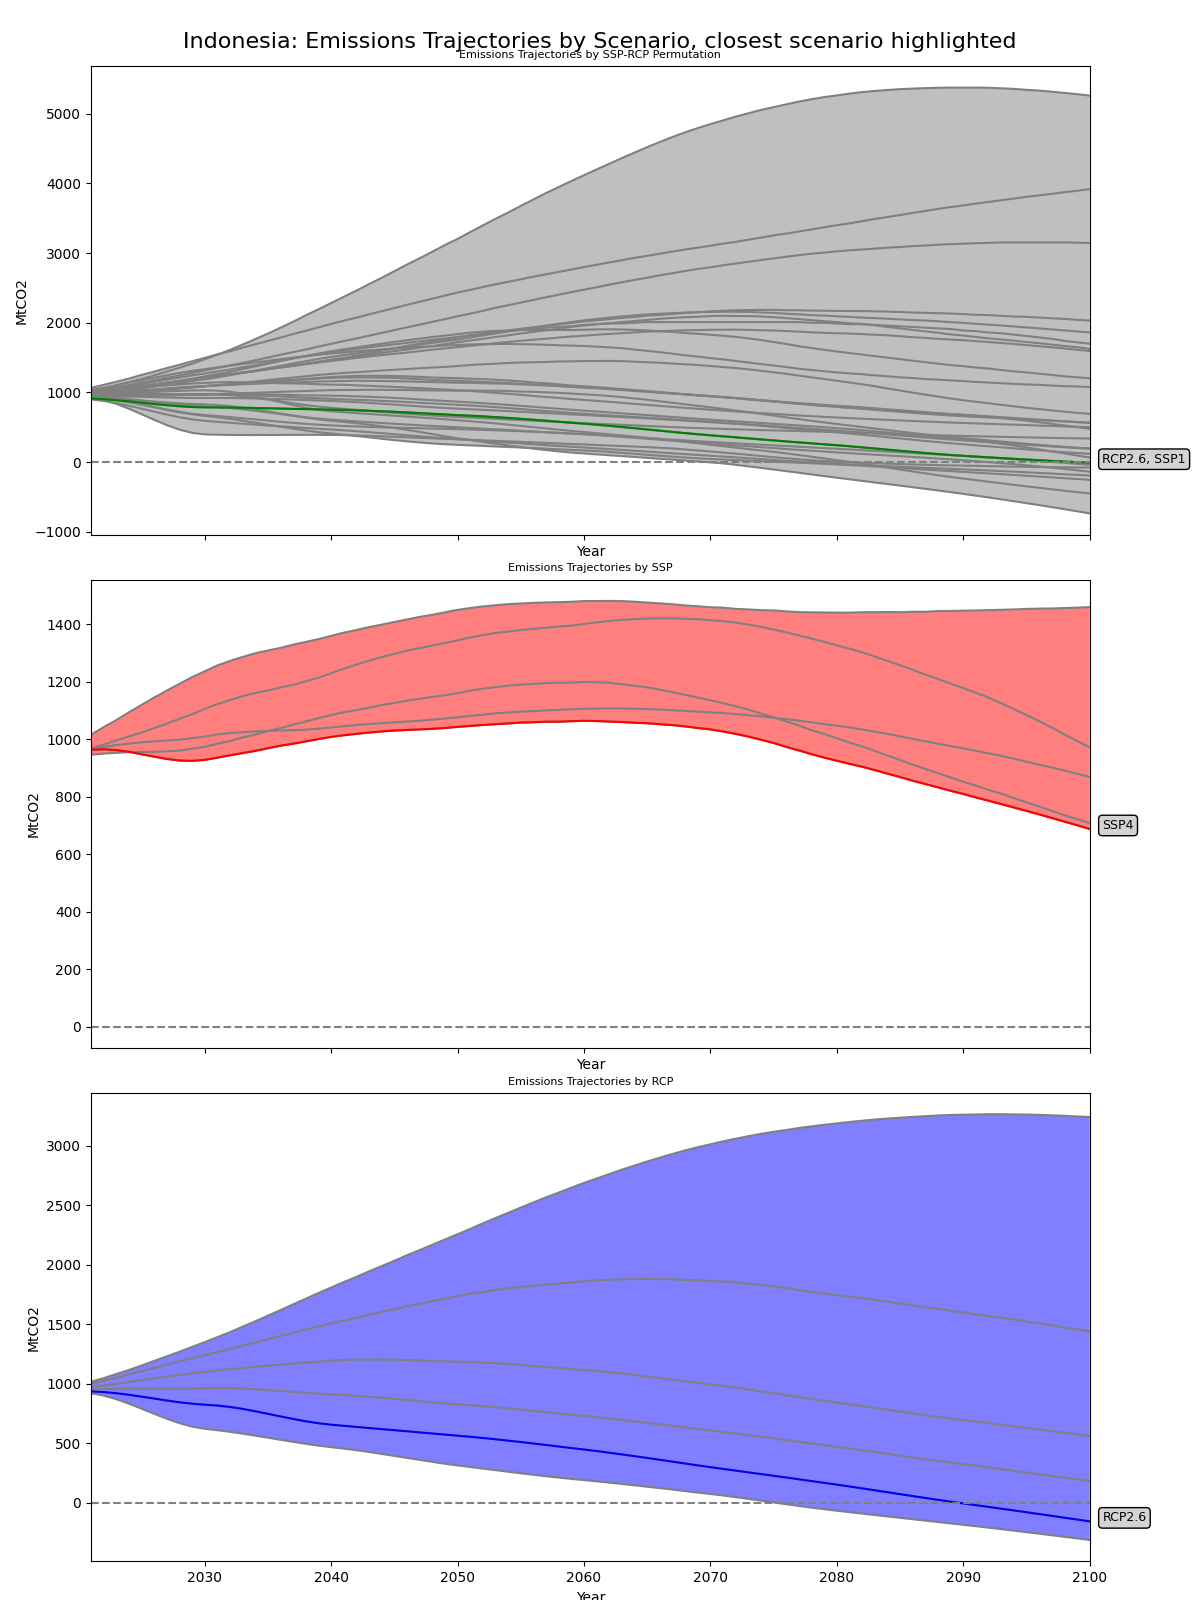 Indonesia: Emissions Trajectories by Scenario, closest scenario highlighted
Emissions Trajectories by SSP-RCP Permutation
5000
4000
3000
2000
1000
0
−1000
MtCO2
RCP2.6, SSP1
Year
Emissions Trajectories by SSP
1400
1200
1000
800
600
400
200
0
MtCO2
SSP4
Year
Emissions Trajectories by RCP
3000
2500
2000
1500
1000
500
0
MtCO2
RCP2.6
2030 2040 2050 2060 2070 2080 2090 2100
Year